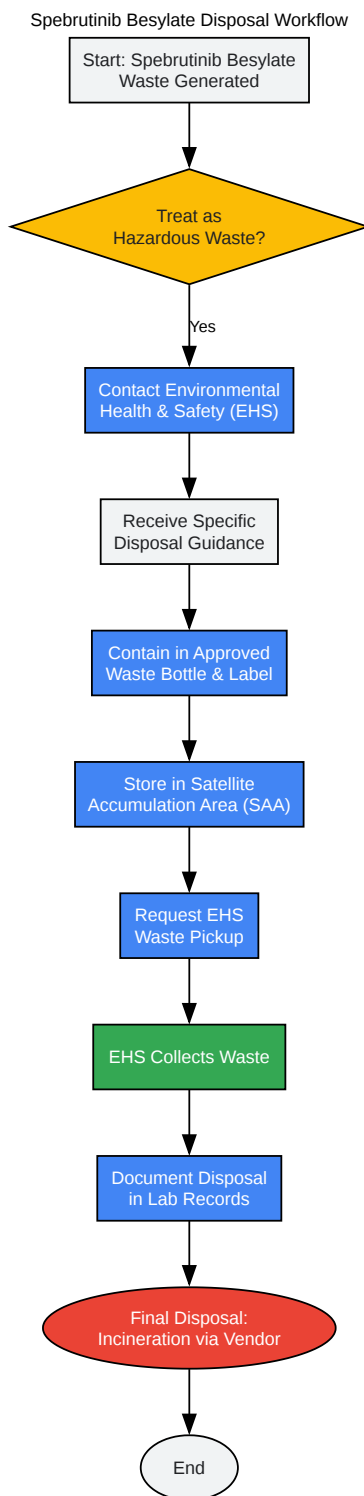 Spebrutinib Besylate Disposal Workflow
Start: Spebrutinib Besylate
Waste Generated
Treat as
Hazardous Waste?
Yes
Contact Environmental
Health & Safety (EHS)
Receive Specific
Disposal Guidance
Contain in Approved
Waste Bottle & Label
Store in Satellite
Accumulation Area (SAA)
Request EHS
Waste Pickup
EHS Collects Waste
Document Disposal
in Lab Records
Final Disposal:
Incineration via Vendor
End